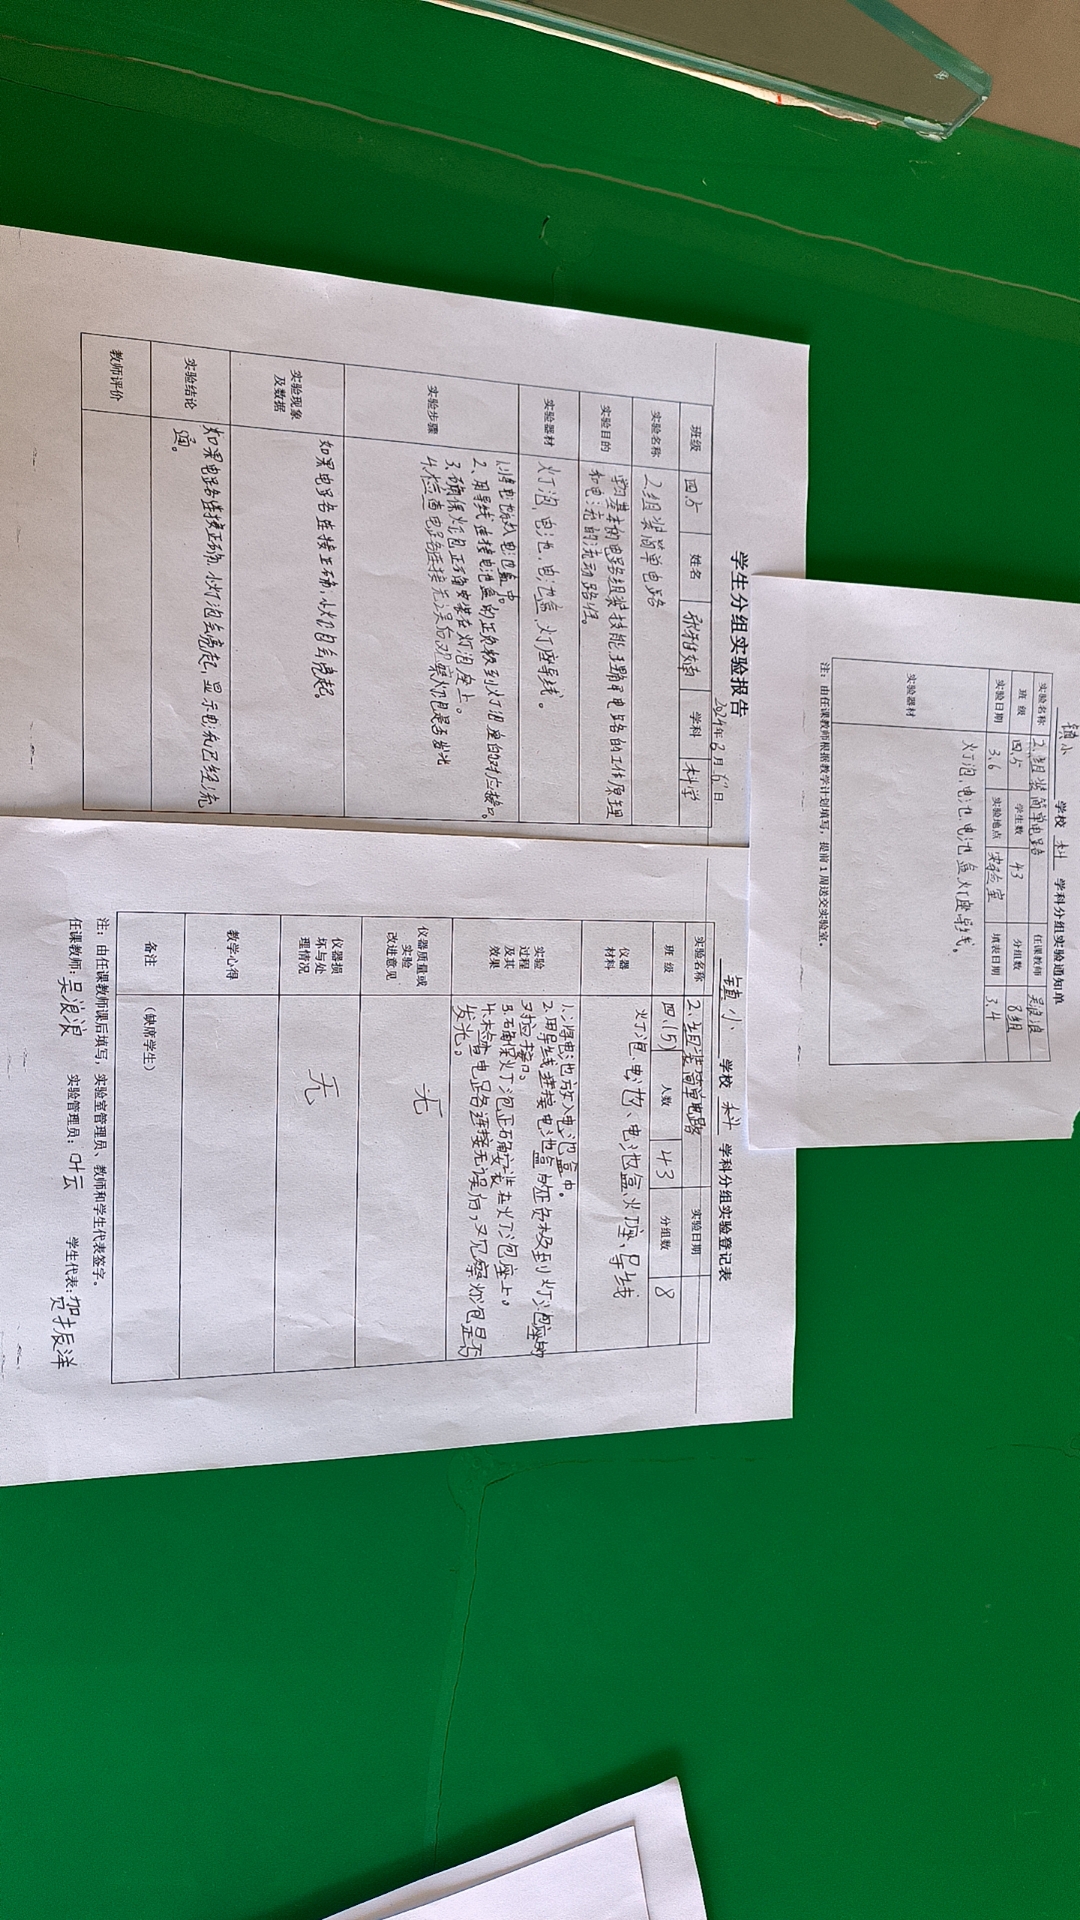 镇小 学校 科 学科分组实验通知单
实验名称 2.组装简单电路 任课教师 吴浪浪
班级 四.5 学生数 43 分组数 8组
实验日期 3.6 实验地点 实验室 填表日期 3.4
实验器材 灯泡、电池、电池盒、灯座、导线。
注:由任课教师根据教学计划填写,提前1周送交实验室。
学生分组实验报告
2024年3月6日
班级 四.5 姓名 学科 科学
实验名称 2.组装简单电路
实验目的 学习基本的电路组装技能,理解电路的工作原理
和电流的流动路径。
实验器材 灯泡、电池、电池盒、灯座导线。
实验步骤 1.将电池放入电池盒中。
2、用导线连接电池盒的正负极到灯泡座的对应接口。
3.确保灯泡正确安装在灯泡座上。
4.检查电路连接无误后观察灯泡是否发光
实验现象
及数据
如果电路连接正确,小灯泡会亮起
实验结论 如果电路连接正确,小灯泡会亮起,显示电流已经流
通。
教师评价
镇小 学校 科 学科分组实验登记表
实验名称 2.组装简单电路 实验日期
班级 四.(5) 人数 43 分组数 8
仪器
材料
灯泡、电池、电池盒、灯座、导线
实验
过程
及其
效果
1.将电池放入电池盒中。
2.用导线连接电池盒的正负极到灯泡座的
对应接口。
3.确保灯泡正确安装在灯泡座上。
4.检查电路连接无误后,观察灯泡是否
发光。
仪器质量或
实验
改进意见
无
仪器损
坏与处
理情况
无
教学心得
备注 (缺席学生)
注:由任课教师课后填写,实验室管理员、教师和学生代表签字。
任课教师:吴浪浪 实验管理员:叶云 学生代表: